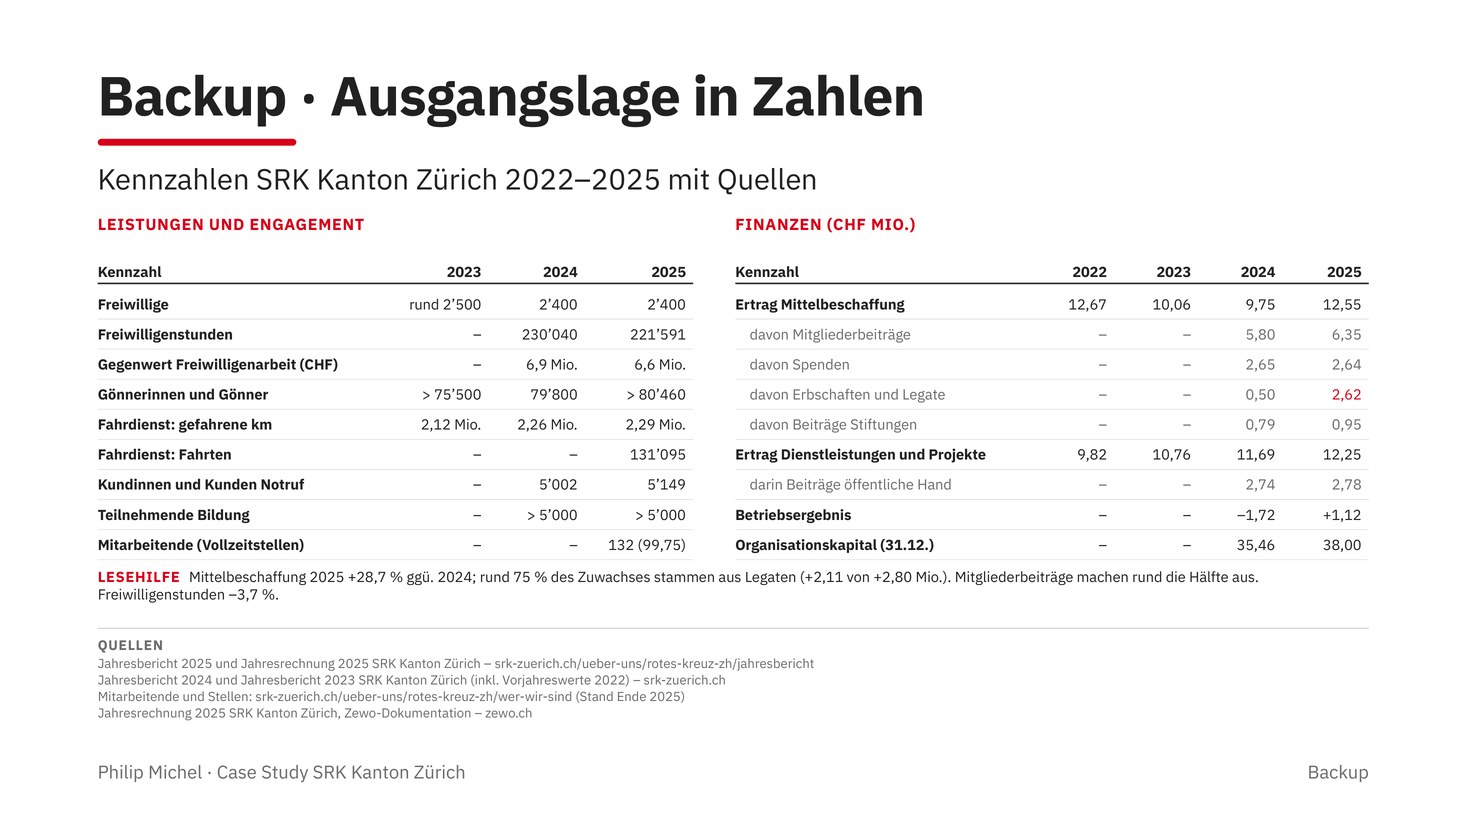 Backup · Ausgangslage in Zahlen
Kennzahlen SRK Kanton Zürich 2022–2025 mit Quellen
LEISTUNGEN UND ENGAGEMENT
Kennzahl 2023 2024 2025
Freiwillige rund 2’500 2’400 2’400
Freiwilligenstunden – 230’040 221’591
Gegenwert Freiwilligenarbeit (CHF) – 6,9 Mio. 6,6 Mio.
Gönnerinnen und Gönner > 75’500 79’800 > 80’460
Fahrdienst: gefahrene km 2,12 Mio. 2,26 Mio. 2,29 Mio.
Fahrdienst: Fahrten – – 131’095
Kundinnen und Kunden Notruf – 5’002 5’149
Teilnehmende Bildung – > 5’000 > 5’000
Mitarbeitende (Vollzeitstellen) – – 132 (99,75)
FINANZEN (CHF MIO.)
Kennzahl 2022 2023 2024 2025
Ertrag Mittelbeschaffung 12,67 10,06 9,75 12,55
davon Mitgliederbeiträge – – 5,80 6,35
davon Spenden – – 2,65 2,64
davon Erbschaften und Legate – – 0,50 2,62
davon Beiträge Stiftungen – – 0,79 0,95
Ertrag Dienstleistungen und Projekte 9,82 10,76 11,69 12,25
darin Beiträge öffentliche Hand – – 2,74 2,78
Betriebsergebnis – – –1,72 +1,12
Organisationskapital (31.12.) – – 35,46 38,00
LESEHILFE Mittelbeschaffung 2025 +28,7 % ggü. 2024; rund 75 % des Zuwachses stammen aus Legaten (+2,11 von +2,80 Mio.). Mitgliederbeiträge machen rund die Hälfte aus.
Freiwilligenstunden –3,7 %.
QUELLEN
Jahresbericht 2025 und Jahresrechnung 2025 SRK Kanton Zürich – srk-zuerich.ch/ueber-uns/rotes-kreuz-zh/jahresbericht
Jahresbericht 2024 und Jahresbericht 2023 SRK Kanton Zürich (inkl. Vorjahreswerte 2022) – srk-zuerich.ch
Mitarbeitende und Stellen: srk-zuerich.ch/ueber-uns/rotes-kreuz-zh/wer-wir-sind (Stand Ende 2025)
Jahresrechnung 2025 SRK Kanton Zürich, Zewo-Dokumentation – zewo.ch
Philip Michel · Case Study SRK Kanton Zürich
Backup